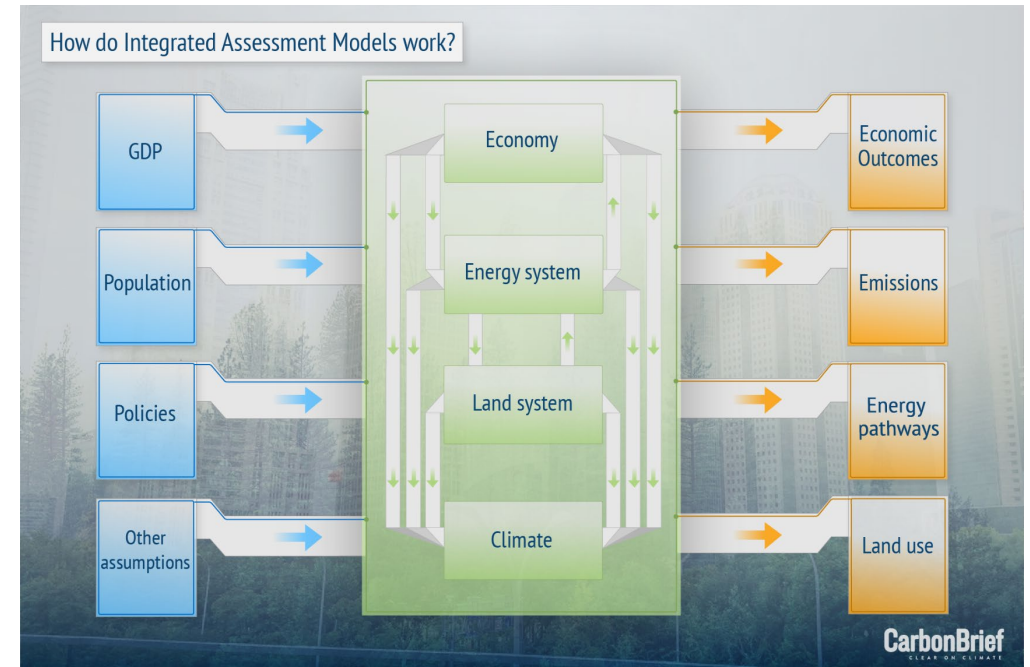 How do Integrated Assessment Models work?
GDP
Population
Policies
Other
assumptions
Economy
Energy system
Land system
Climate
Economic
Outcomes
Emissions
Energy
pathways
Land use
CarbonBrief
CLEAR ON CLIMATE